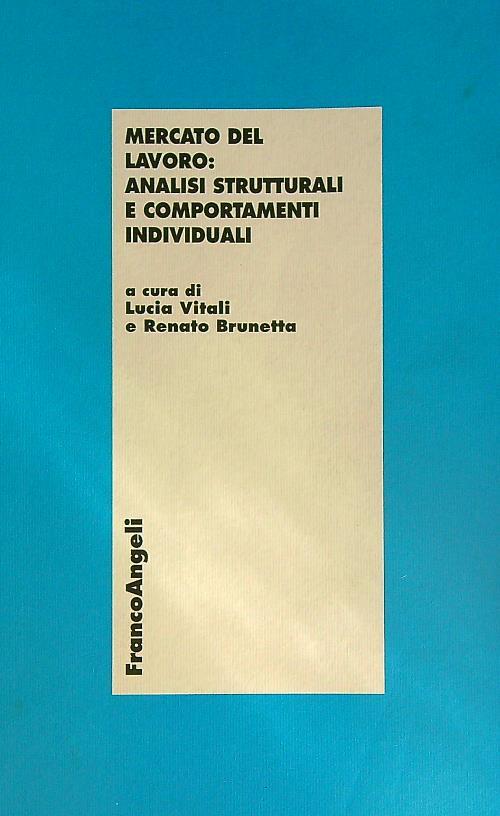 MERCATO DEL
LAVORO:
ANALISI STRUTTURALI
E COMPORTAMENTI
INDIVIDUALI
a cura di
Lucia Vitali
e Renato Brunetta
FrancoAngeli